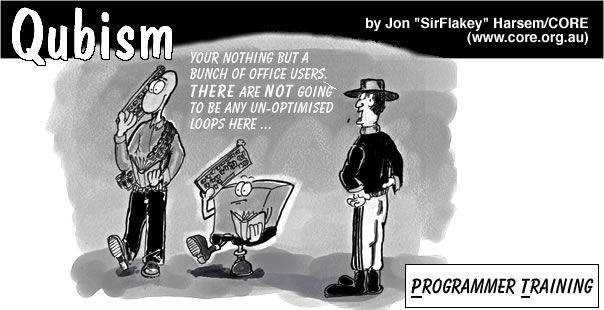 Qubism
by Jon "SirFlakey" Harsem/CORE
(www.core.org.au)
YOUR NOTHING BUT A
BUNCH OF OFFICE USERS.
THERE ARE NOT GOING
TO BE ANY UN-OPTIMISED
LOOPS HERE ...
PROGRAMMER TRAINING